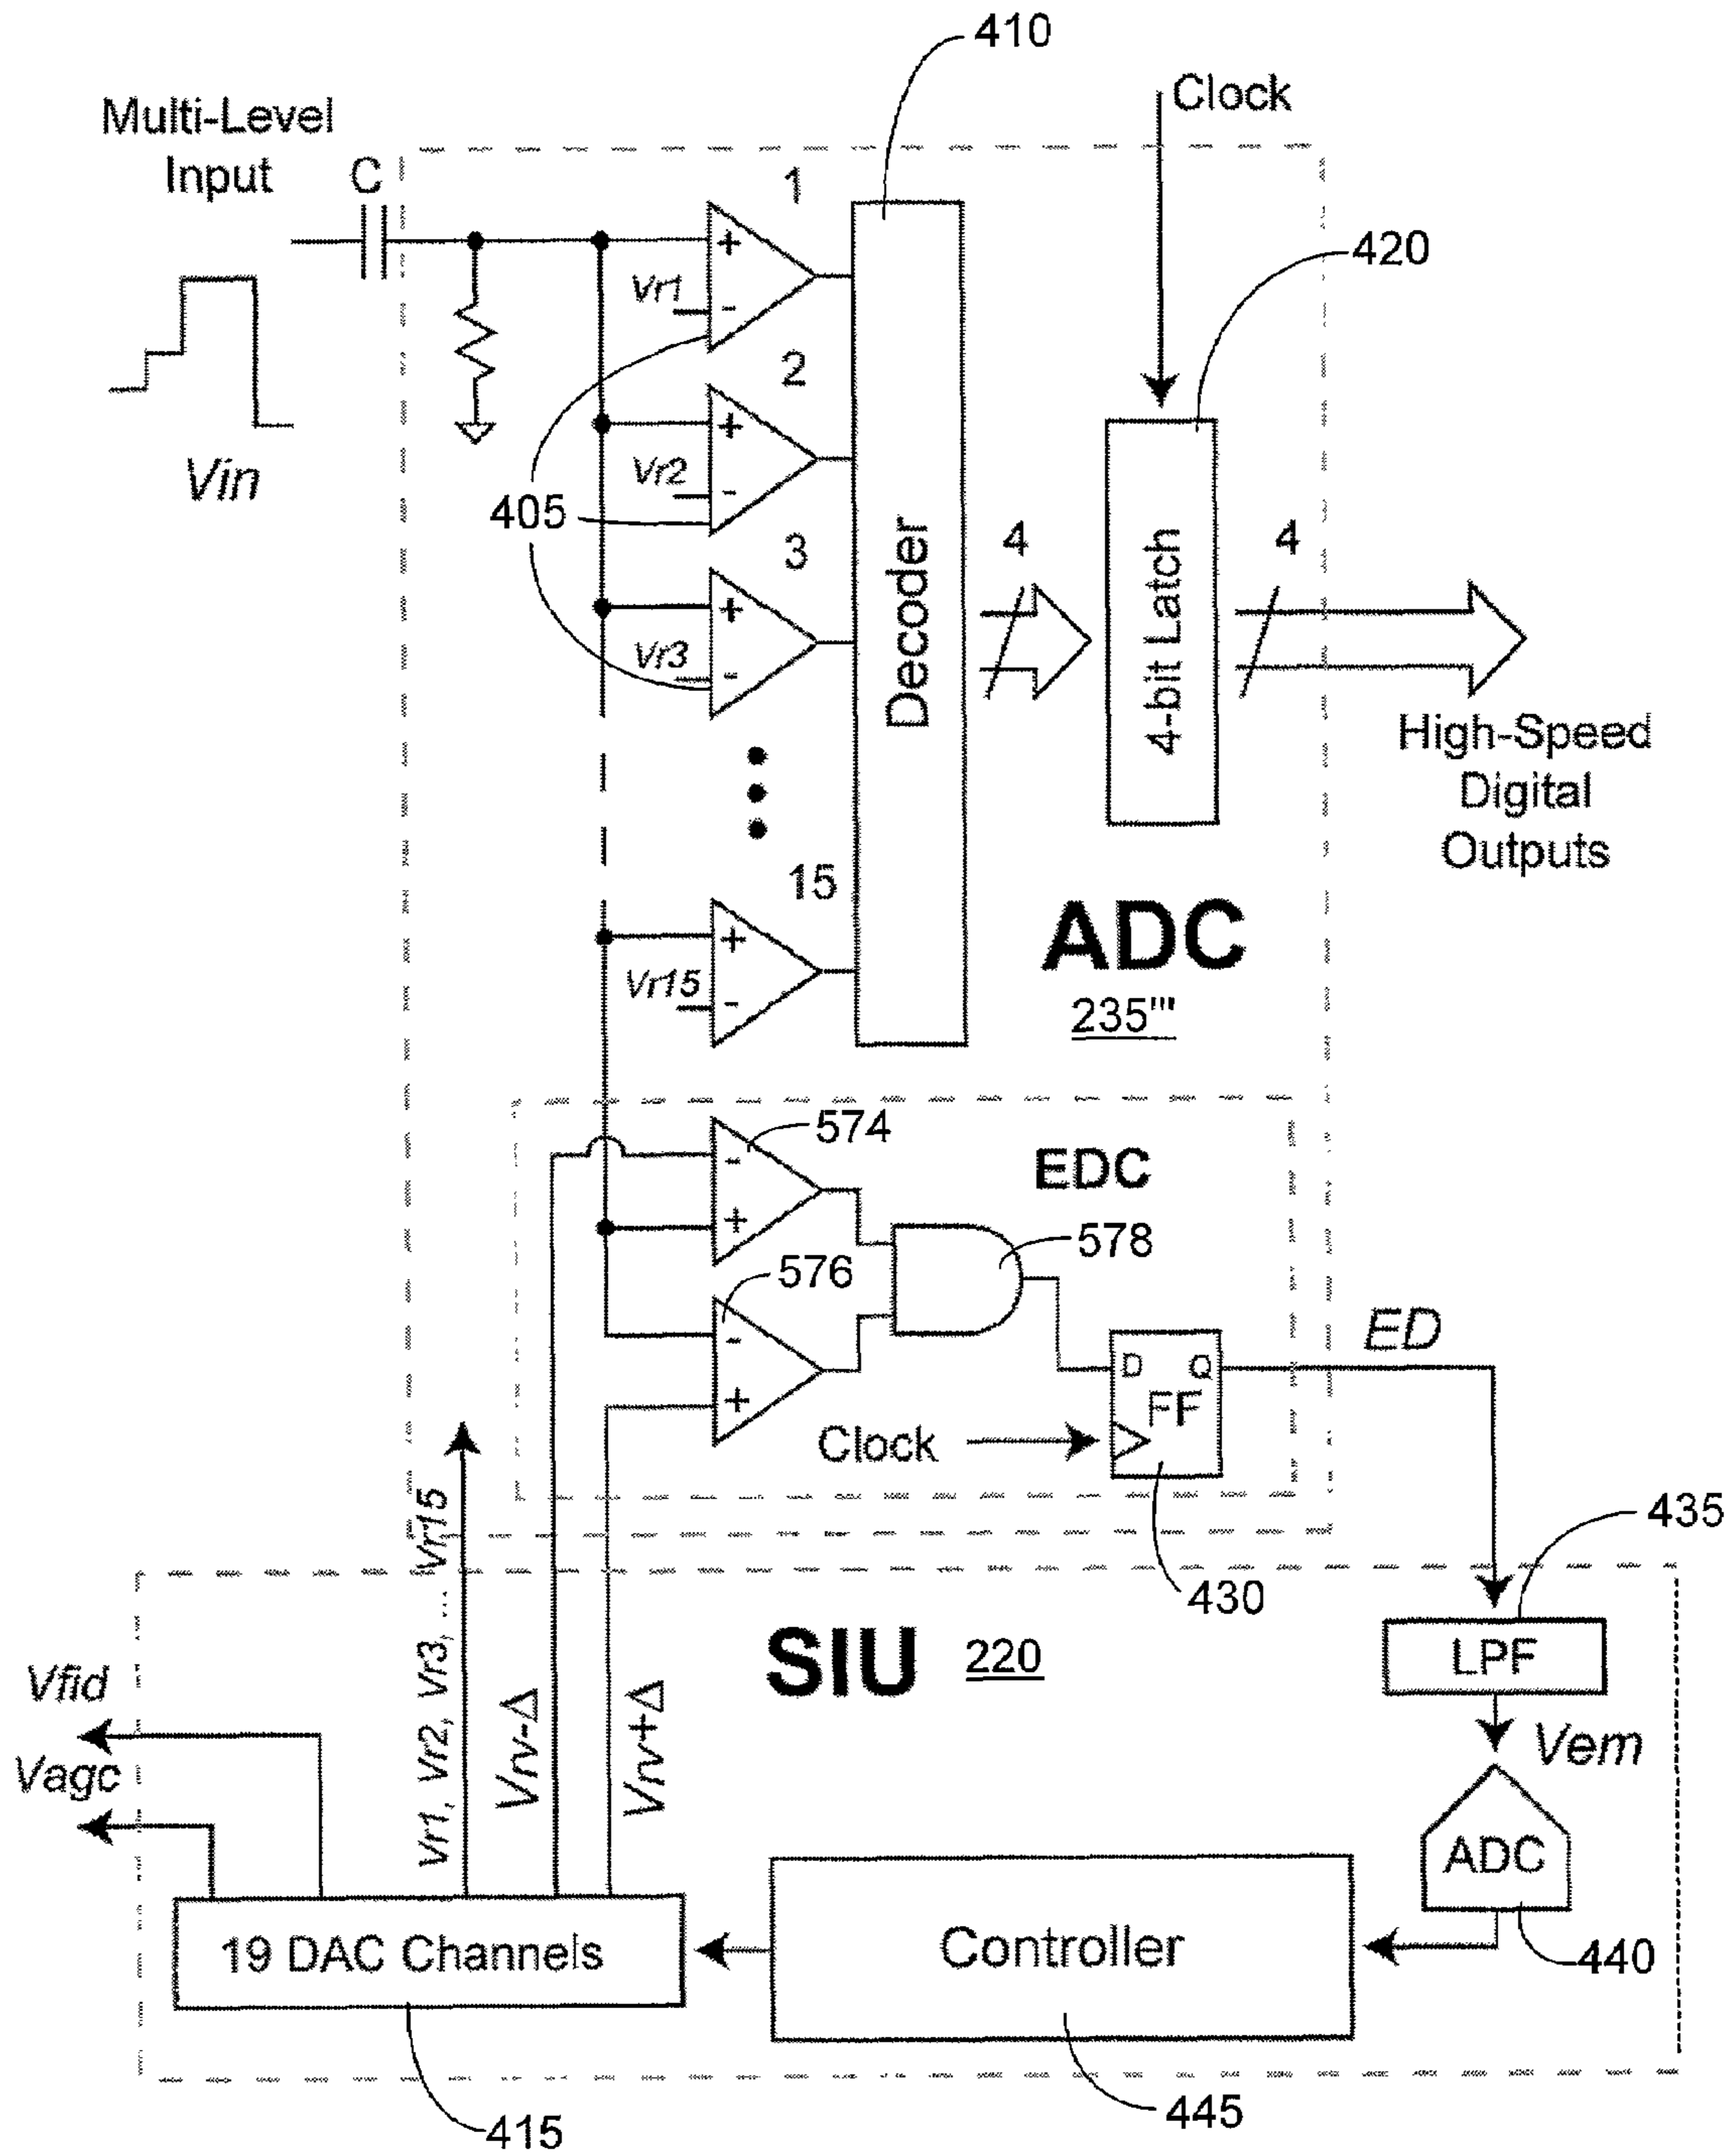 410
Clock
Multi-Level
Input
C
1
+
Vr1
-
420
2
+
Vr2
-
Vin
405
3
+
Vr3
-
Decoder
4
4-bit Latch
4
High-Speed
Digital
Outputs
15
+
Vr15
-
ADC
235'''
574
-
+
EDC
576
-
+
578
ED
D Q
FF
Clock
430
435
SIU 220
LPF
Vem
Vfid
Vagc
Vr1, Vr2, Vr3, ... Vr15
Vrv-Δ
Vrv+Δ
ADC
440
19 DAC Channels
Controller
415
445